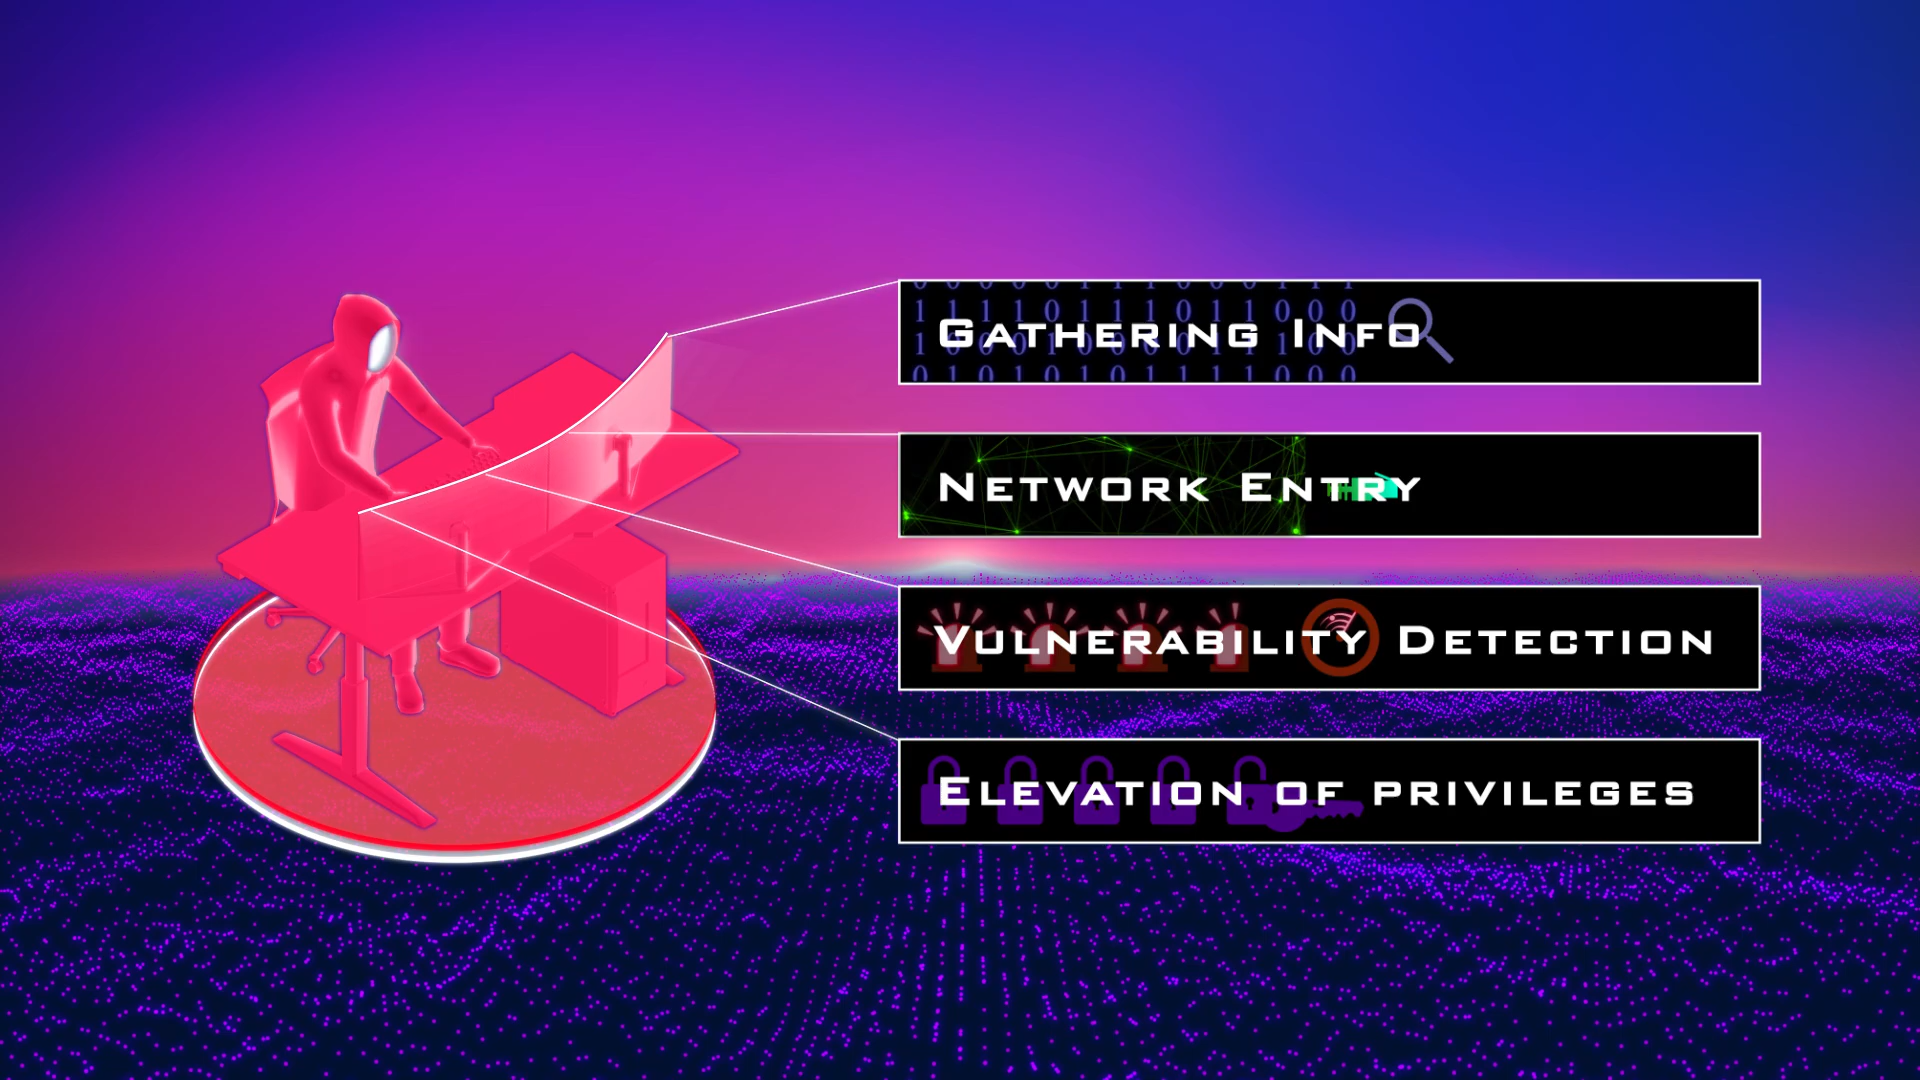 Gathering Info
Network Entry
Vulnerability Detection
Elevation of privileges